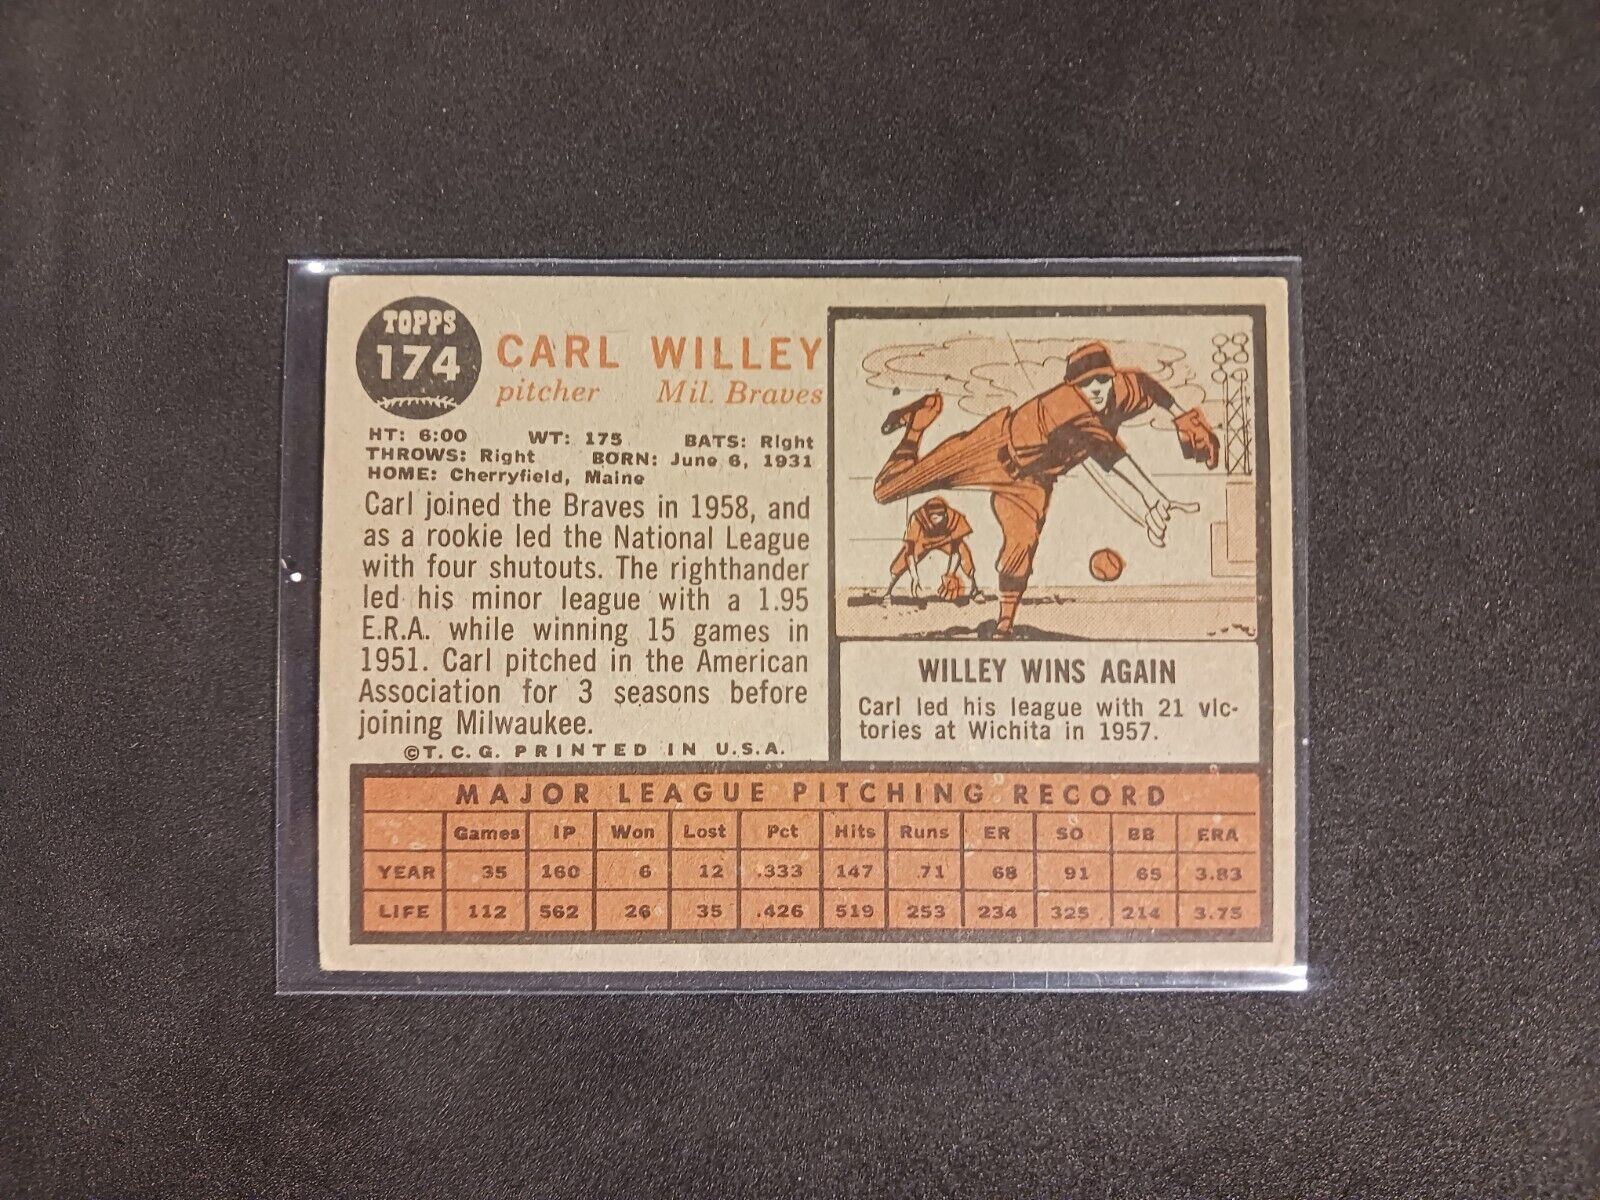 TOPPS
174
CARL WILLEY
pitcher Mil. Braves
HT: 6:00 WT: 175 BATS: Right
THROWS: Right BORN: June 6, 1931
HOME: Cherryfield, Maine
Carl joined the Braves in 1958, and
as a rookie led the National League
with four shutouts. The righthander
led his minor league with a 1.95
E.R.A. while winning 15 games in
1951. Carl pitched in the American
Association for 3 seasons before
joining Milwaukee.
©T.C.G. PRINTED IN U.S.A.
WILLEY WINS AGAIN
Carl led his league with 21 vic-
tories at Wichita in 1957.
MAJOR LEAGUE PITCHING RECORD
Games IP Won Lost Pct Hits Runs ER SO BB ERA
YEAR 35 160 6 12 .333 147 71 68 91 65 3.83
LIFE 112 562 26 35 .426 519 253 234 325 214 3.75